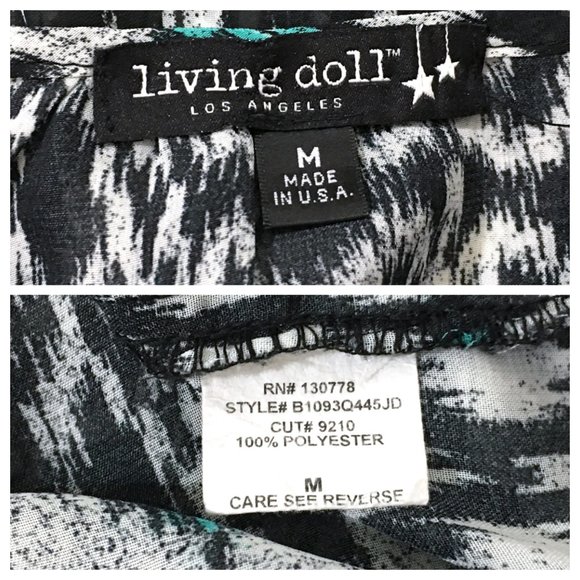 living doll™
LOS ANGELES
M
MADE
IN U.S.A.
RN# 130778
STYLE# B1093Q445JD
CUT# 9210
100% POLYESTER
M
CARE SEE REVERSE